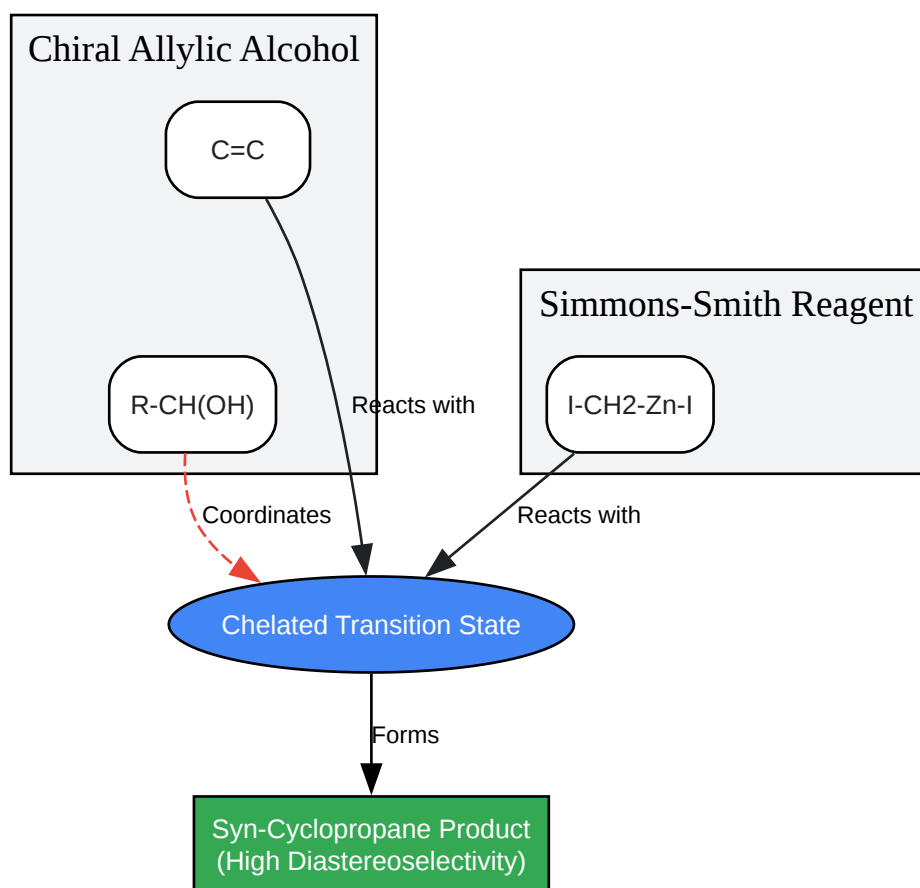 Chiral Allylic Alcohol
C=C
Simmons-Smith Reagent
R-CH(OH)
Reacts with
I-CH2-Zn-I
Coordinates
Reacts with
Chelated Transition State
Forms
Syn-Cyclopropane Product
(High Diastereoselectivity)